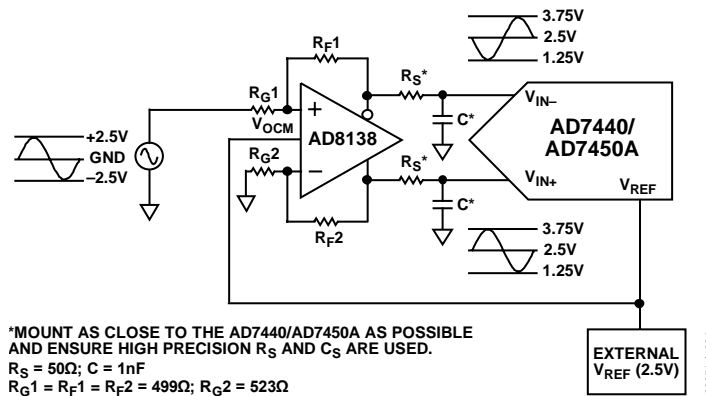 3.75V
2.5V
1.25V
RF1
RS*
RG1
VIN–
+
C*
VOCM
AD8138
AD7440/
AD7450A
+2.5V
GND
–2.5V
RG2
RS*
–
VIN+
VREF
C*
RF2
3.75V
2.5V
1.25V
*MOUNT AS CLOSE TO THE AD7440/AD7450A AS POSSIBLE
AND ENSURE HIGH PRECISION RS AND CS ARE USED.
RS = 50Ω; C = 1nF
RG1 = RF1 = RF2 = 499Ω; RG2 = 523Ω
EXTERNAL
VREF (2.5V)